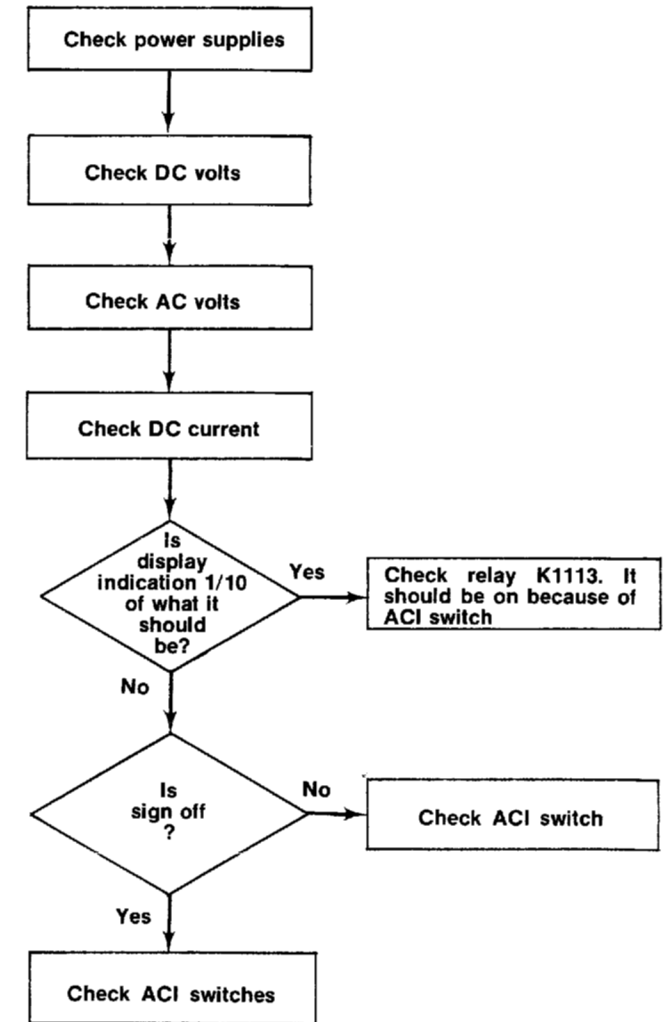 Check power supplies
Check DC volts
Check AC volts
Check DC current
Is
display
indication 1/10
of what it
should
be?
Yes
Check relay K1113. It
should be on because of
ACI switch
No
Is
sign off
?
No
Check ACI switch
Yes
Check ACI switches